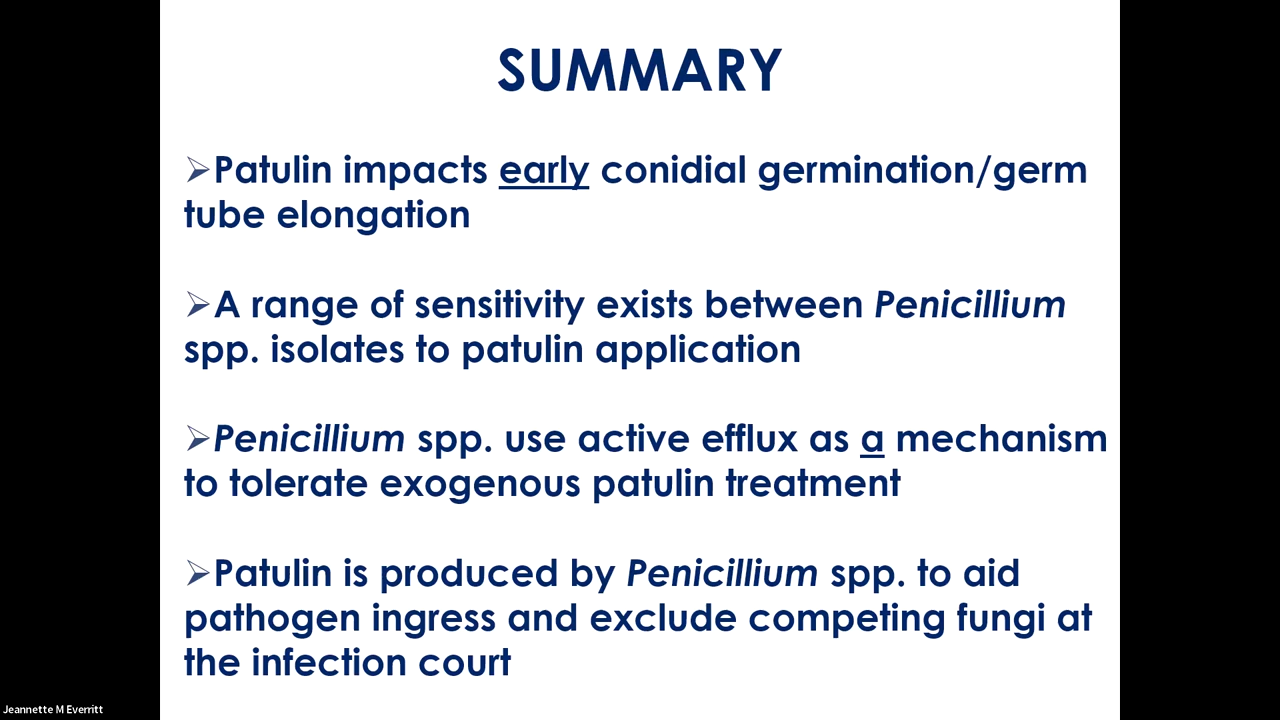 SUMMARY
➢Patulin impacts early conidial germination/germ
tube elongation
➢A range of sensitivity exists between Penicillium
spp. isolates to patulin application
➢Penicillium spp. use active efflux as a mechanism
to tolerate exogenous patulin treatment
➢Patulin is produced by Penicillium spp. to aid
pathogen ingress and exclude competing fungi at
the infection court
Jeannette M Everritt